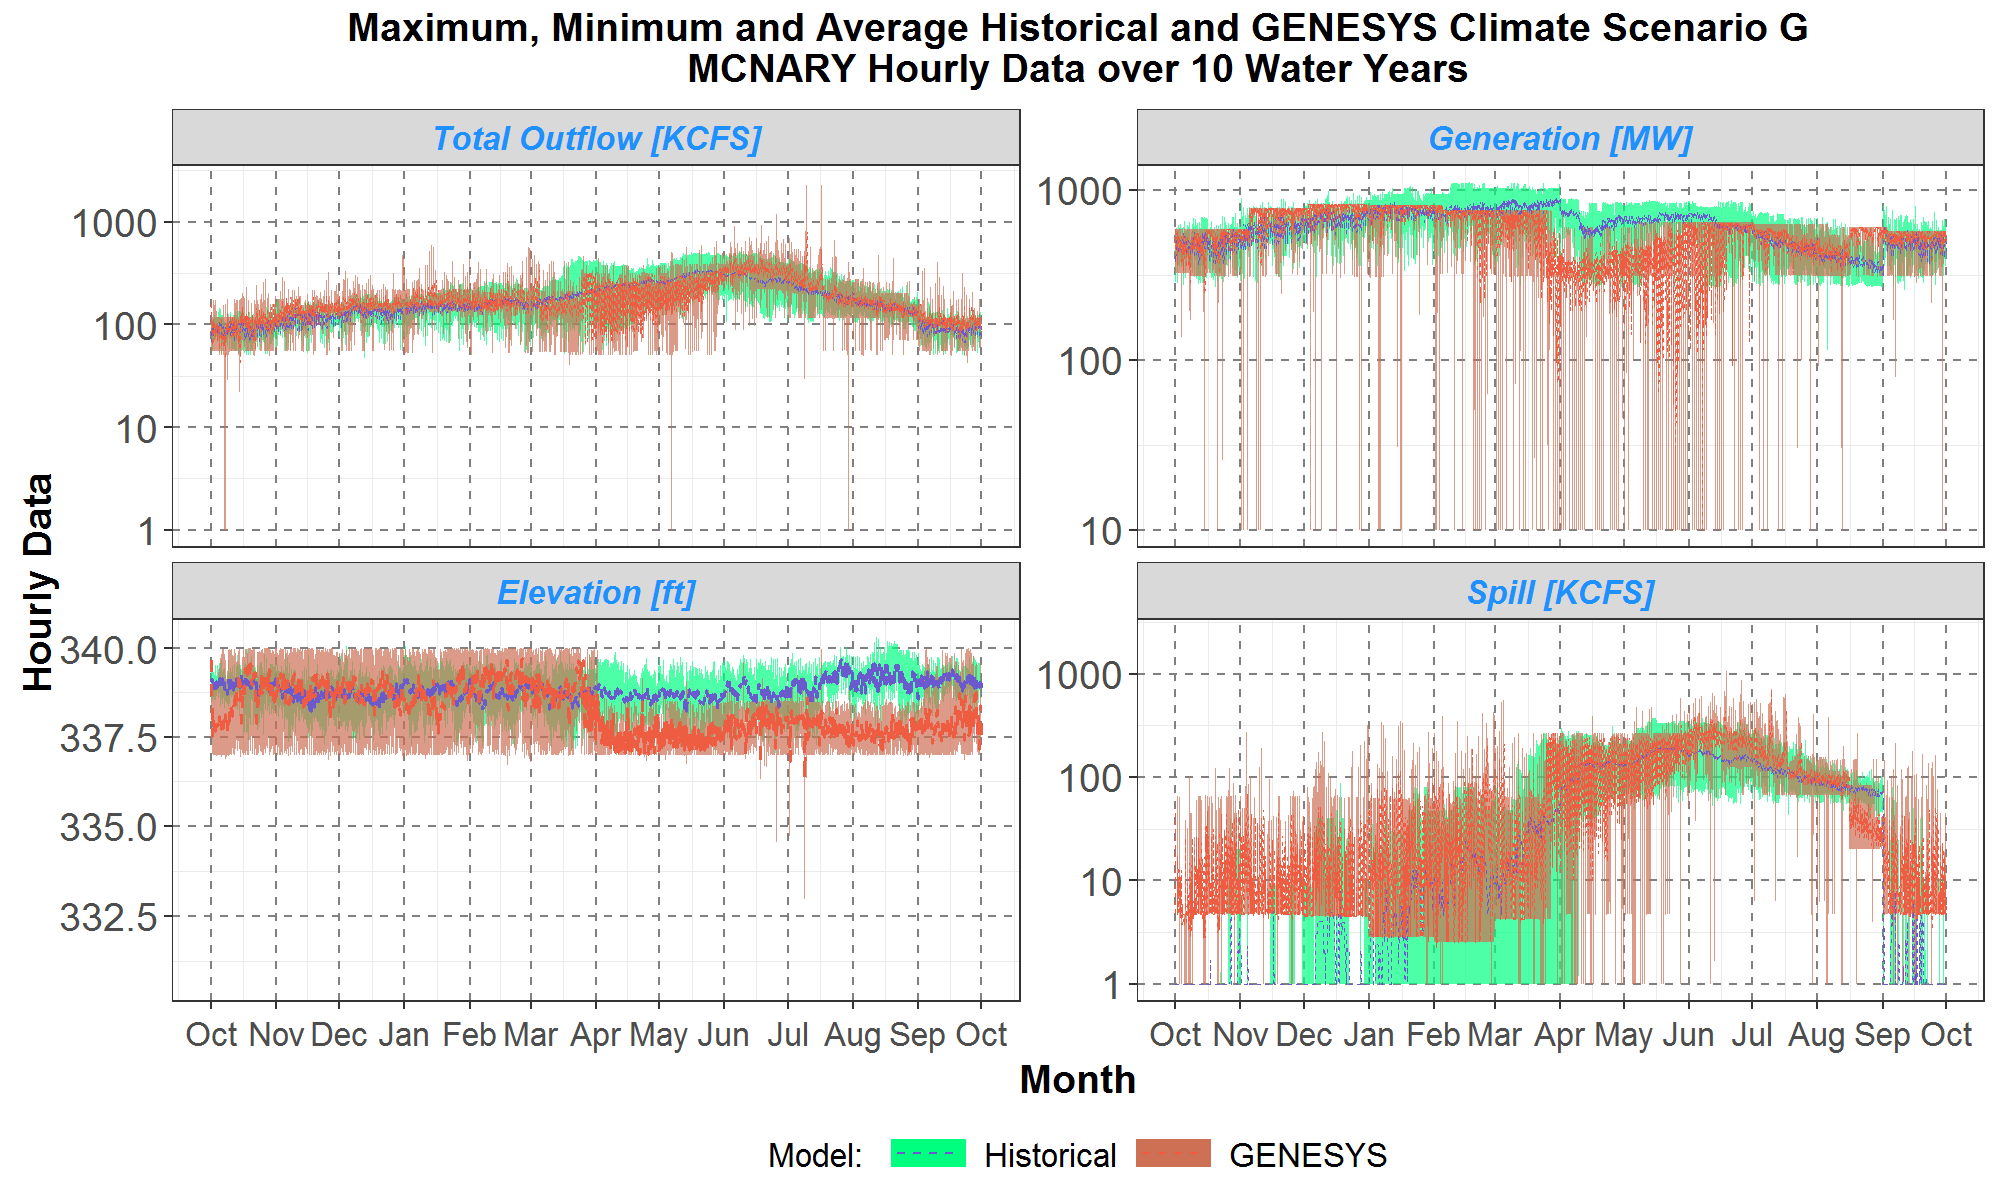 Maximum, Minimum and Average Historical and GENESYS Climate Scenario G
MCNARY Hourly Data over 10 Water Years
Total Outflow [KCFS]
Generation [MW]
1000
100
10
1
1000
100
10
Elevation [ft]
Spill [KCFS]
340.0
337.5
335.0
332.5
1000
100
10
1
Hourly Data
Oct Nov Dec Jan Feb Mar Apr May Jun Jul Aug Sep Oct
Oct Nov Dec Jan Feb Mar Apr May Jun Jul Aug Sep Oct
Month
Model: Historical GENESYS